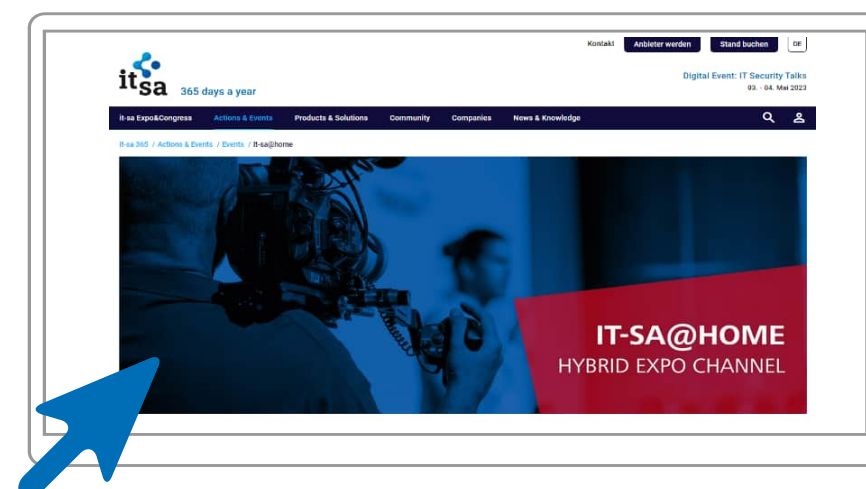 Kontakt Anbieter werden Stand buchen DE
itsa 365 days a year
Digital Event: IT Security Talks
03. - 04. Mai 2023
it-sa Expo&Congress Actions & Events Products & Solutions Community Companies News & Knowledge
it-sa 365 / Actions & Events / Events / it-sa@home
IT-SA@HOME
HYBRID EXPO CHANNEL